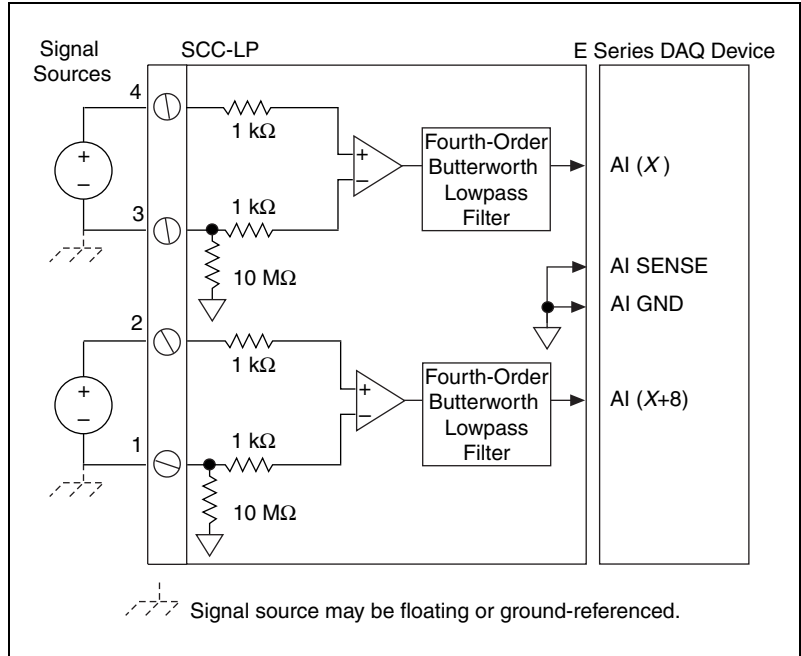 Signal
Sources
SCC-LP
E Series DAQ Device
4
1 kΩ
+
−
+
−
Fourth-Order
Butterworth
Lowpass
Filter
AI (X)
3
1 kΩ
10 MΩ
AI SENSE
AI GND
2
1 kΩ
+
−
+
−
Fourth-Order
Butterworth
Lowpass
Filter
AI (X+8)
1
1 kΩ
10 MΩ
Signal source may be floating or ground-referenced.